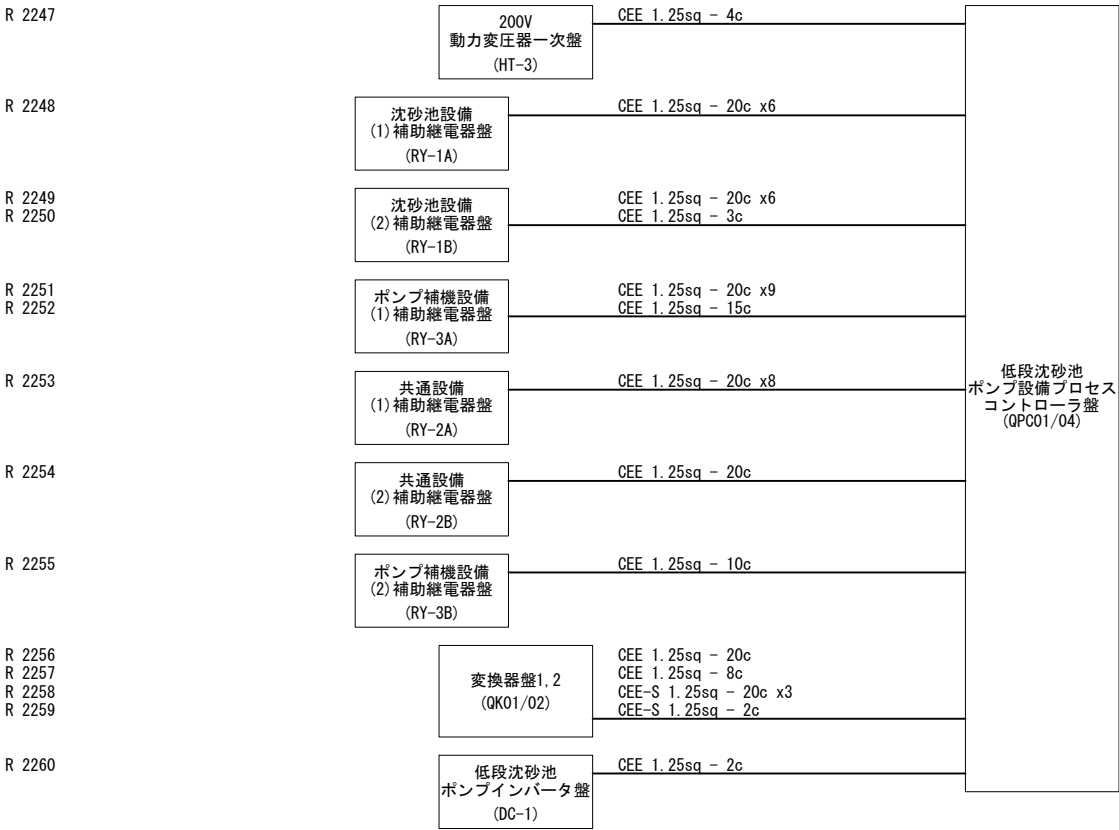 R 2247
200V
動力変圧器一次盤
(HT-3)
CEE 1.25sq - 4c
R 2248
沈砂池設備
(1)補助継電器盤
(RY-1A)
CEE 1.25sq - 20c x6
R 2249
R 2250
沈砂池設備
(2)補助継電器盤
(RY-1B)
CEE 1.25sq - 20c x6
CEE 1.25sq - 3c
R 2251
R 2252
ポンプ補機設備
(1)補助継電器盤
(RY-3A)
CEE 1.25sq - 20c x9
CEE 1.25sq - 15c
R 2253
共通設備
(1)補助継電器盤
(RY-2A)
CEE 1.25sq - 20c x8
低段沈砂池
ポンプ設備プロセス
コントローラ盤
(QPC01/04)
R 2254
共通設備
(2)補助継電器盤
(RY-2B)
CEE 1.25sq - 20c
R 2255
ポンプ補機設備
(2)補助継電器盤
(RY-3B)
CEE 1.25sq - 10c
R 2256
R 2257
R 2258
R 2259
変換器盤1,2
(QK01/02)
CEE 1.25sq - 20c
CEE 1.25sq - 8c
CEE-S 1.25sq - 20c x3
CEE-S 1.25sq - 2c
R 2260
低段沈砂池
ポンプインバータ盤
(DC-1)
CEE 1.25sq - 2c